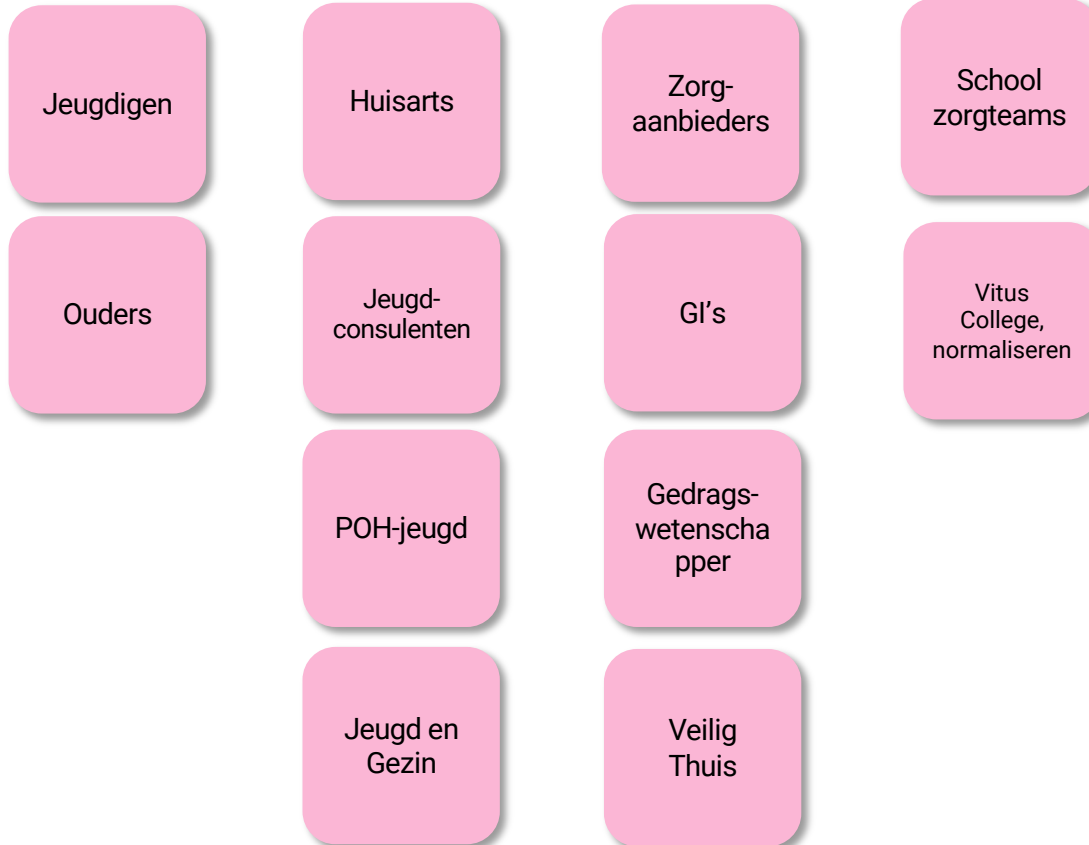 Jeugdigen
Huisarts
Zorg-
aanbieders
School
zorgteams
Ouders
Jeugd-
consulenten
GI's
Vitus
College,
normaliseren
POH-jeugd
Gedrags-
wetenscha
pper
Jeugd en
Gezin
Veilig
Thuis